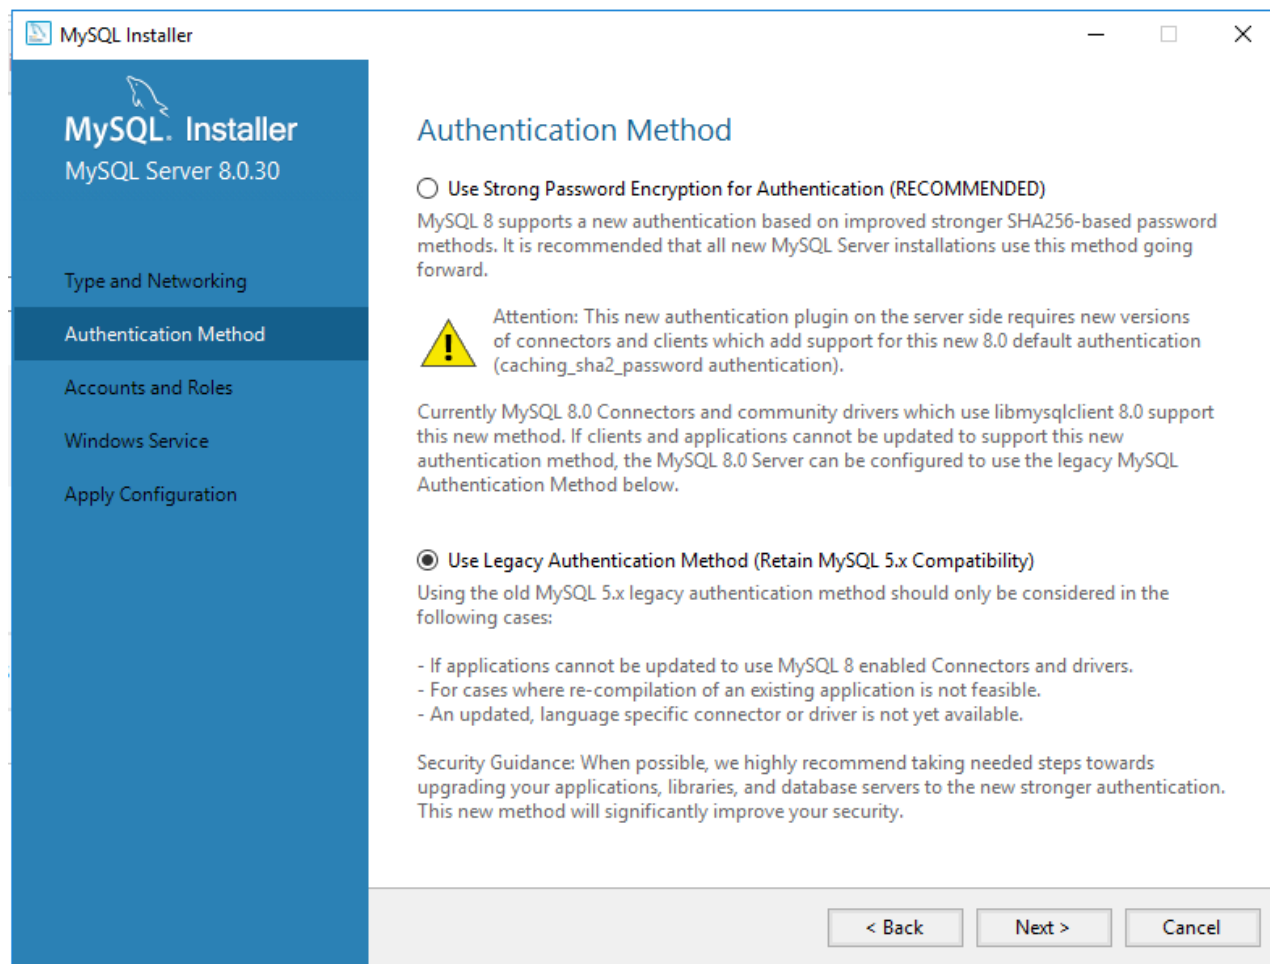 MySQL Installer
MySQL. Installer
MySQL Server 8.0.30
Type and Networking
Authentication Method
Accounts and Roles
Windows Service
Apply Configuration
Authentication Method
Use Strong Password Encryption for Authentication (RECOMMENDED)
MySQL 8 supports a new authentication based on improved stronger SHA256-based password
methods. It is recommended that all new MySQL Server installations use this method going
forward.
Attention: This new authentication plugin on the server side requires new versions
of connectors and clients which add support for this new 8.0 default authentication
(caching_sha2_password authentication).
Currently MySQL 8.0 Connectors and community drivers which use libmysqlclient 8.0 support
this new method. If clients and applications cannot be updated to support this new
authentication method, the MySQL 8.0 Server can be configured to use the legacy MySQL
Authentication Method below.
Use Legacy Authentication Method (Retain MySQL 5.x Compatibility)
Using the old MySQL 5.x legacy authentication method should only be considered in the
following cases:
- If applications cannot be updated to use MySQL 8 enabled Connectors and drivers.
- For cases where re-compilation of an existing application is not feasible.
- An updated, language specific connector or driver is not yet available.
Security Guidance: When possible, we highly recommend taking needed steps towards
upgrading your applications, libraries, and database servers to the new stronger authentication.
This new method will significantly improve your security.
< Back
Next >
Cancel